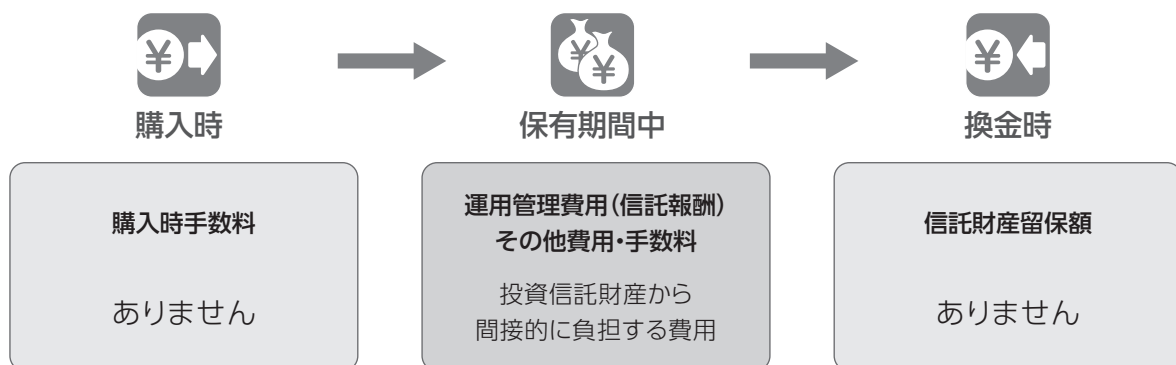 ¥
¥
¥
¥
購入時
保有期間中
換金時
購入時手数料
ありません
運用管理費用(信託報酬)
その他費用・手数料
投資信託財産から
間接的に負担する費用
信託財産留保額
ありません